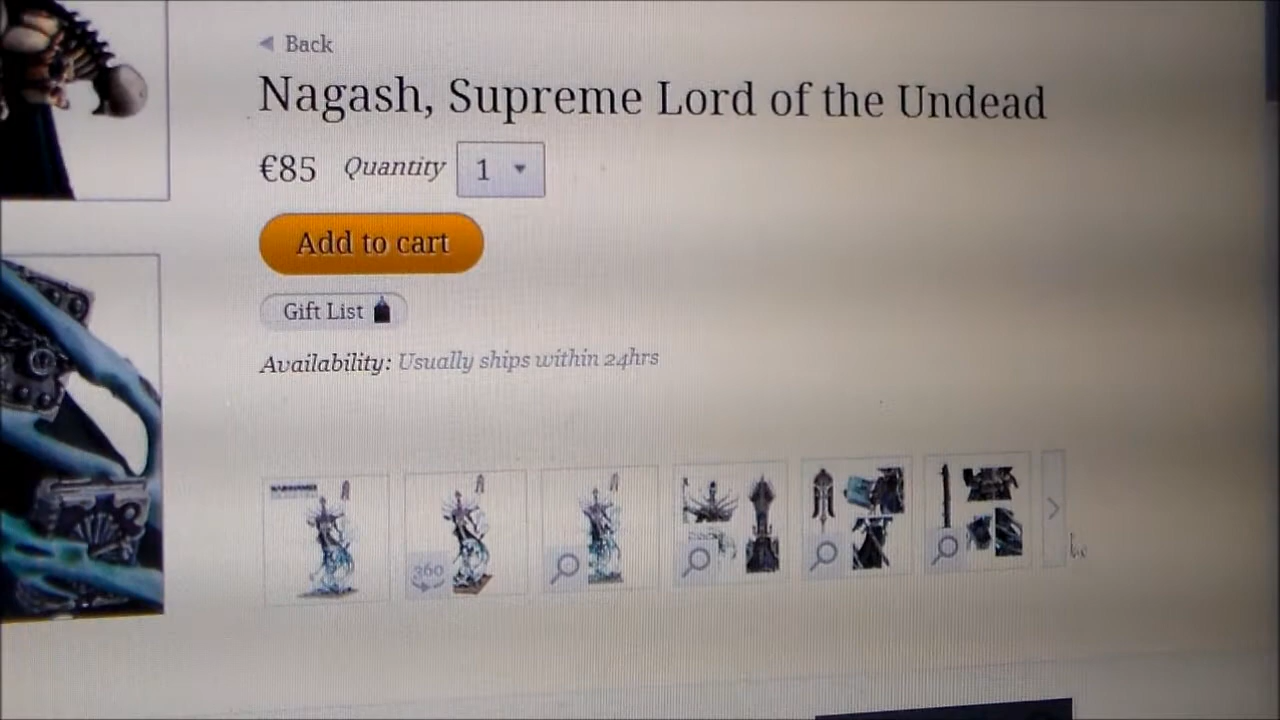 Back
Nagash, Supreme Lord of the Undead
€85 Quantity 1
Add to cart
Gift List
Availability: Usually ships within 24hrs
360